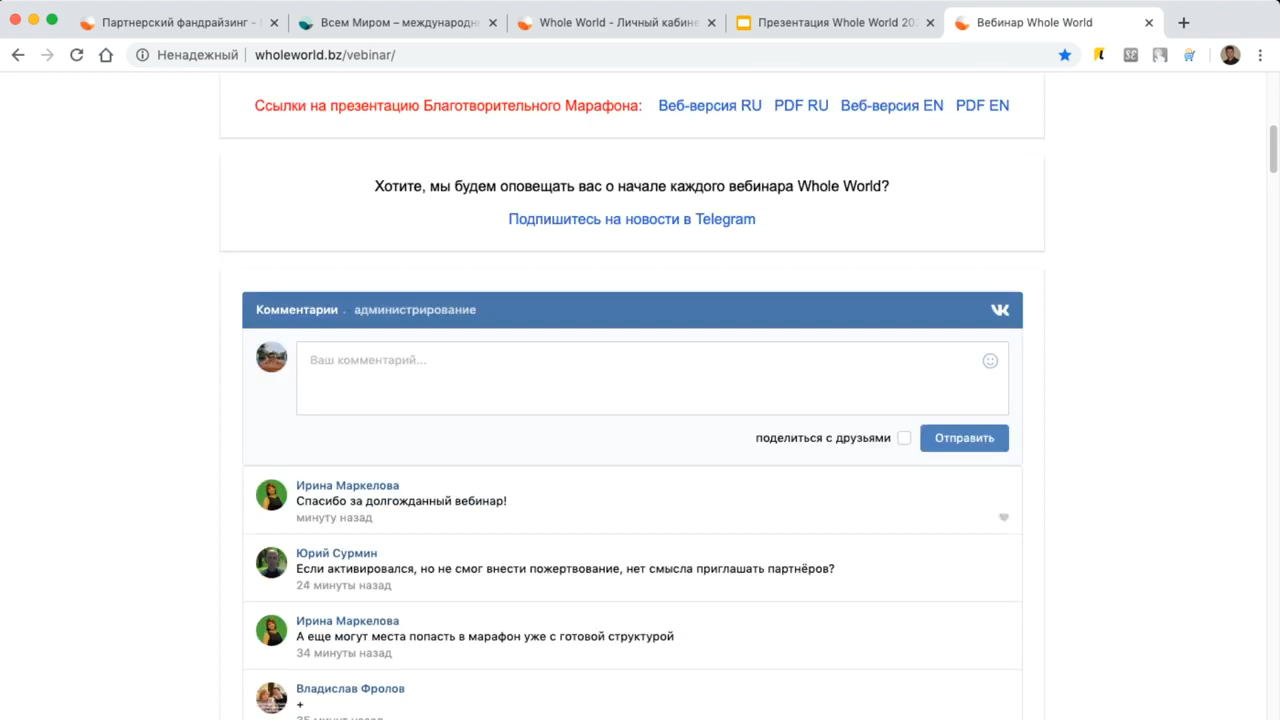 Партнерский фандрайзинг -
Всем Миром – международн
Whole World - Личный кабине
Презентация Whole World 20
Вебинар Whole World
Ненадежный
wholeworld.bz/vebinar/
Ссылки на презентацию Благотворительного Марафона: Веб-версия RU PDF RU Веб-версия EN PDF EN
Хотите, мы будем оповещать вас о начале каждого вебинара Whole World?
Подпишитесь на новости в Telegram
Комментарии . администрирование
Ваш комментарий...
поделиться с друзьями Отправить
Ирина Маркелова
Спасибо за долгожданный вебинар!
минуту назад
Юрий Сурмин
Если активировался, но не смог внести пожертвование, нет смысла приглашать партнёров?
24 минуты назад
Ирина Маркелова
А еще могут места попасть в марафон уже с готовой структурой
34 минуты назад
Владислав Фролов
+